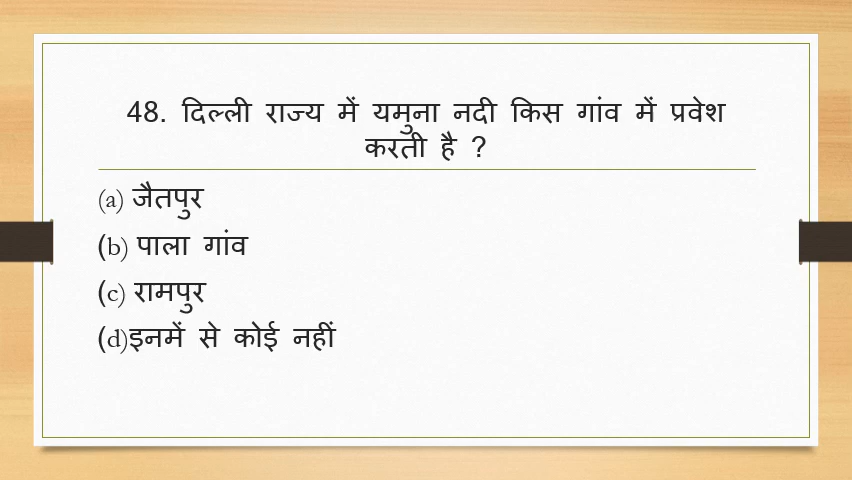 48. दिल्ली राज्य में यमुना नदी किस गांव में प्रवेश
करती है ?
(a) जैतपुर
(b) पाला गांव
(c) रामपुर
(d)इनमें से कोई नहीं